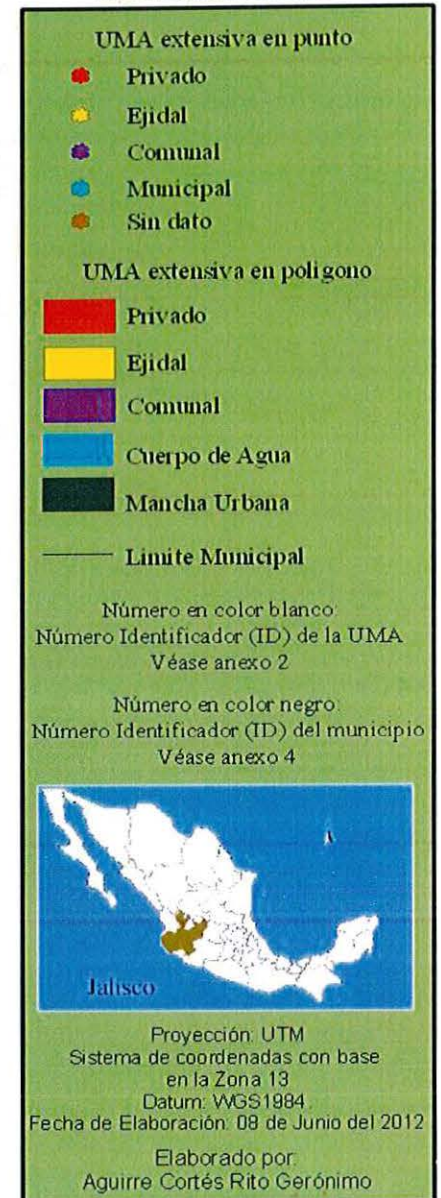 UMA extensiva en punto
Privado
Ejidal
Comunal
Municipal
Sin dato
UMA extensiva en poligono
Privado
Ejidal
Comunal
Cuerpo de Agua
Mancha Urbana
Limite Municipal
Número en color blanco:
Número Identificador (ID) de la UMA
Véase anexo 2
Número en color negro:
Número Identificador (ID) del municipio
Véase anexo 4
Jalisco
Proyección: UTM
Sistema de coordenadas con base
en la Zona 13
Datum: WGS1984
Fecha de Elaboración: 08 de Junio del 2012
Elaborado por:
Aguirre Cortés Rito Gerónimo